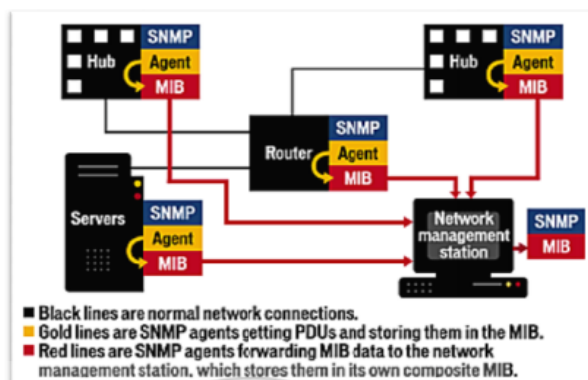 SNMP
Hub
Agent
MIB
SNMP
Hub
Agent
MIB
SNMP
Router
Agent
MIB
Servers
SNMP
Agent
MIB
Network
management
station
SNMP
MIB
Black lines are normal network connections.
Gold lines are SNMP agents getting PDUs and storing them in the MIB.
Red lines are SNMP agents forwarding MIB data to the network
management station, which stores them in its own composite MIB.